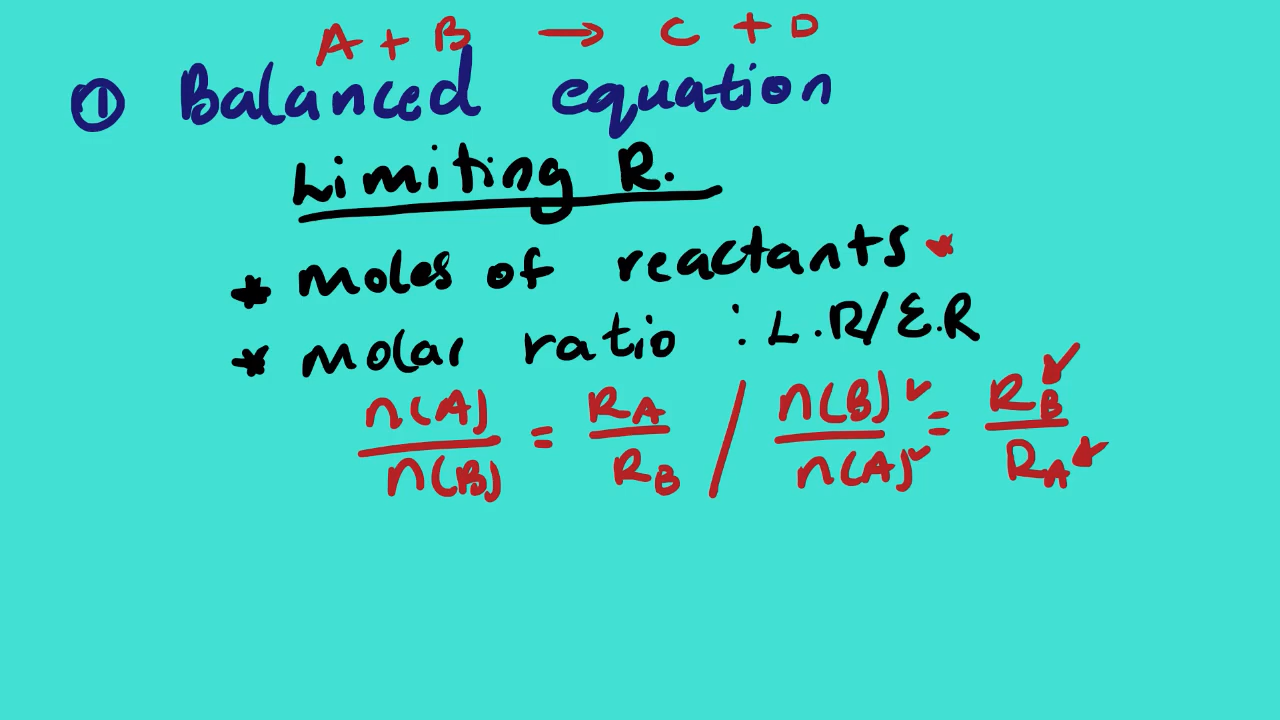 A + B → C + D
① Balanced equation
Limiting R.
* moles of reactants *
* molar ratio : L.R/E.R
n(A)/n(B) = R_A/R_B / n(B)✓/n(A)✓ = R_B✓/R_A✓